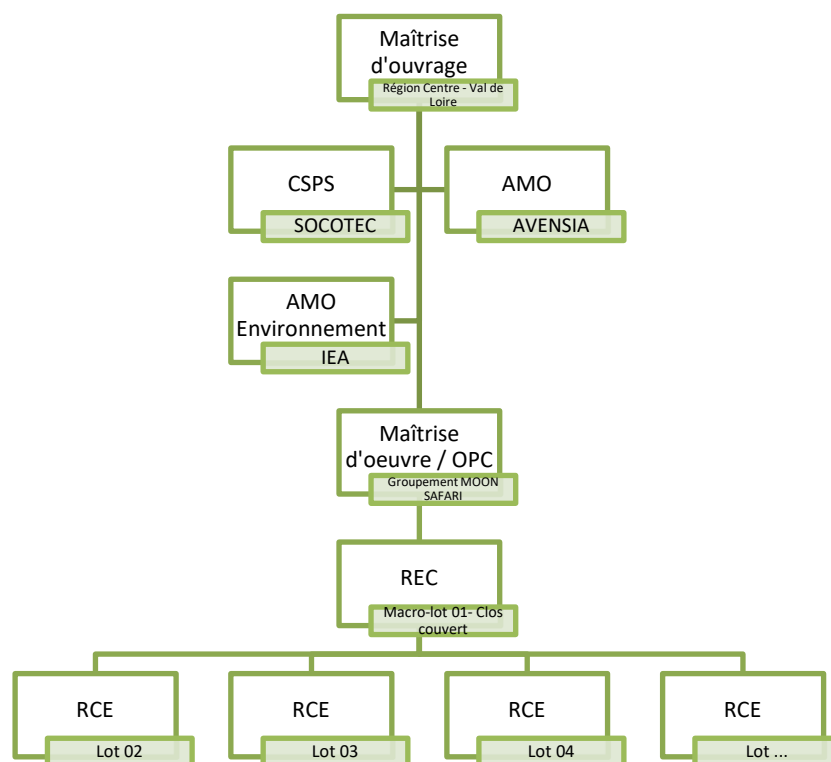 Maîtrise
d'ouvrage
Région Centre - Val de
Loire
CSPS
SOCOTEC
AMO
AVENSIA
AMO
Environnement
IEA
Maîtrise
d'oeuvre / OPC
Groupement MOON
SAFARI
REC
Macro-lot 01- Clos
couvert
RCE
Lot 02
RCE
Lot 03
RCE
Lot 04
RCE
Lot ...